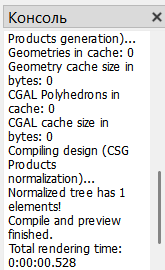 Консоль
Products generation)...
Geometries in cache: 0
Geometry cache size in
bytes: 0
CGAL Polyhedrons in
cache: 0
CGAL cache size in
bytes: 0
Compiling design (CSG
Products
normalization)...
Normalized tree has 1
elements!
Compile and preview
finished.
Total rendering time:
0:00:00.528